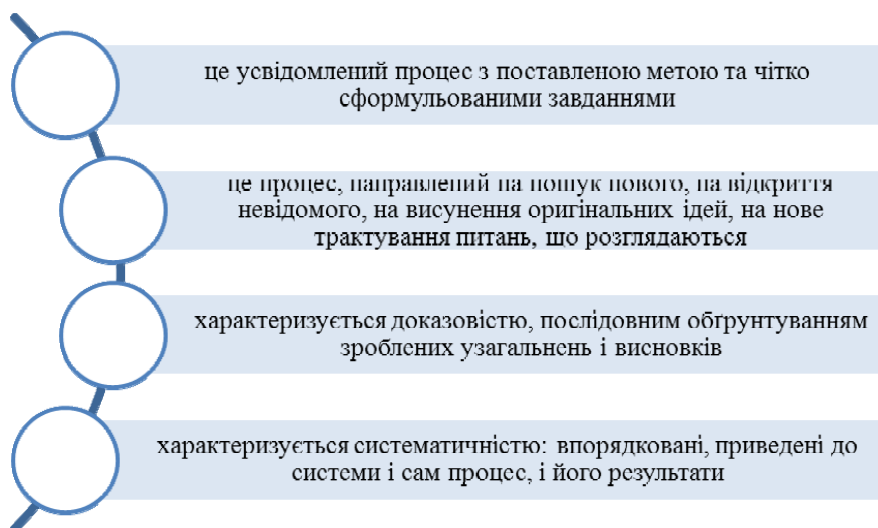 це усвідомлений процес з поставленою метою та чітко
сформульованими завданнями
це процес, направлений на пошук нового, на відкриття
невідомого, на висунення оригінальних ідей, на нове
трактування питань, що розглядаються
характеризується доказовістю, послідовним обґрунтуванням
зроблених узагальнень і висновків
характеризується систематичністю: впорядковані, приведені до
системи і сам процес, і його результати